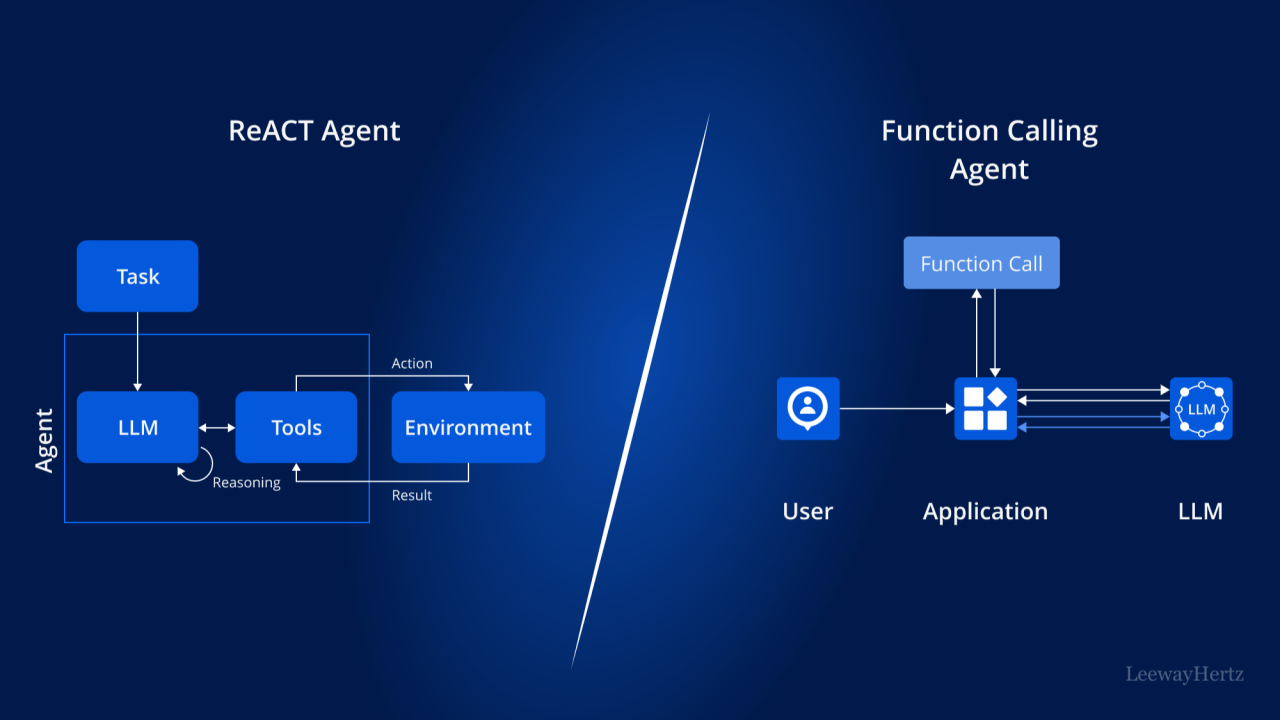 ReACT Agent
Task
Agent
LLM
Tools
Environment
Action
Reasoning
Result
Function Calling
Agent
Function Call
LLM
User
Application
LLM
LeewayHertz